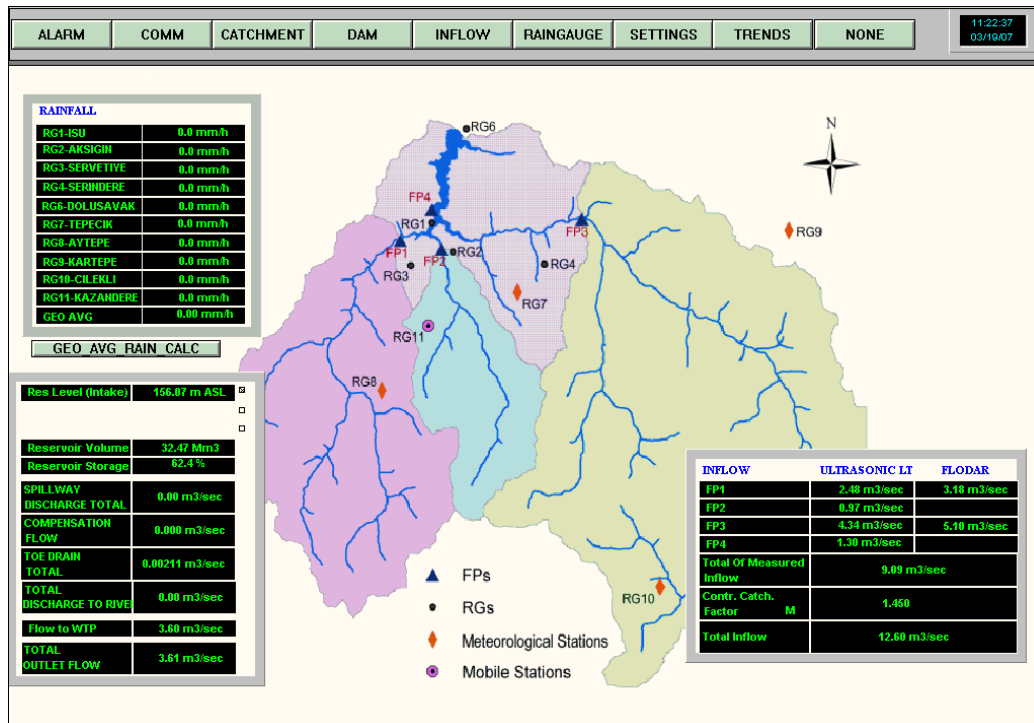 ALARM COMM CATCHMENT DAM INFLOW RAINGAUGE SETTINGS TRENDS NONE
11:22:37
03/19/07
RAINFALL
RG1-ISU 0.0 mm/h
RG2-AKSIGIN 0.0 mm/h
RG3-SERVETIYE 0.0 mm/h
RG4-SERINDERE 0.0 mm/h
RG6-DOLUSAVAK 0.0 mm/h
RG7-TEPECIK 0.0 mm/h
RG8-AYTEPE 0.0 mm/h
RG9-KARTEPE 0.0 mm/h
RG10-CILEKLI 0.0 mm/h
RG11-KAZANDERE 0.0 mm/h
GEO AVG 0.00 mm/h
GEO_AVG_RAIN_CALC
Res Level (Intake) 156.07 m ASL
Reservoir Volume 32.47 Mm3
Reservoir Storage 62.4 %
SPILLWAY
DISCHARGE TOTAL 0.00 m3/sec
COMPENSATION
FLOW 0.000 m3/sec
TOE DRAIN
TOTAL 0.00211 m3/sec
TOTAL
DISCHARGE TO RIVE 0.00 m3/sec
Flow to WTP 3.60 m3/sec
TOTAL
OUTLET FLOW 3.61 m3/sec
RG6
N
FP4
RG1
FP3
RG9
FP1
FP2
RG2
RG3
RG4
RG7
RG11
RG8
RG10
FPs
RGs
Meteorological Stations
Mobile Stations
INFLOW ULTRASONIC LT FLODAR
FP1 2.48 m3/sec 3.18 m3/sec
FP2 0.97 m3/sec
FP3 4.34 m3/sec 5.10 m3/sec
FP4 1.30 m3/sec
Total Of Measured
Inflow 9.09 m3/sec
Contr. Catch.
Factor M 1.450
Total Inflow 12.60 m3/sec